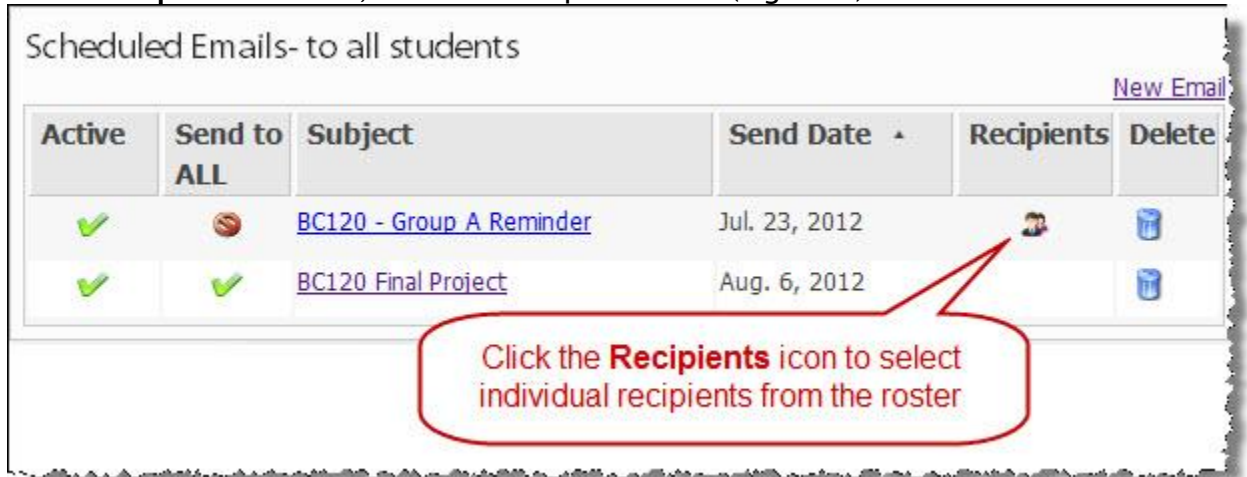 Scheduled Emails- to all students
New Email
Active Send to ALL Subject Send Date Recipients Delete
BC120 - Group A Reminder Jul. 23, 2012
BC120 Final Project Aug. 6, 2012
Click the Recipients icon to select
individual recipients from the roster